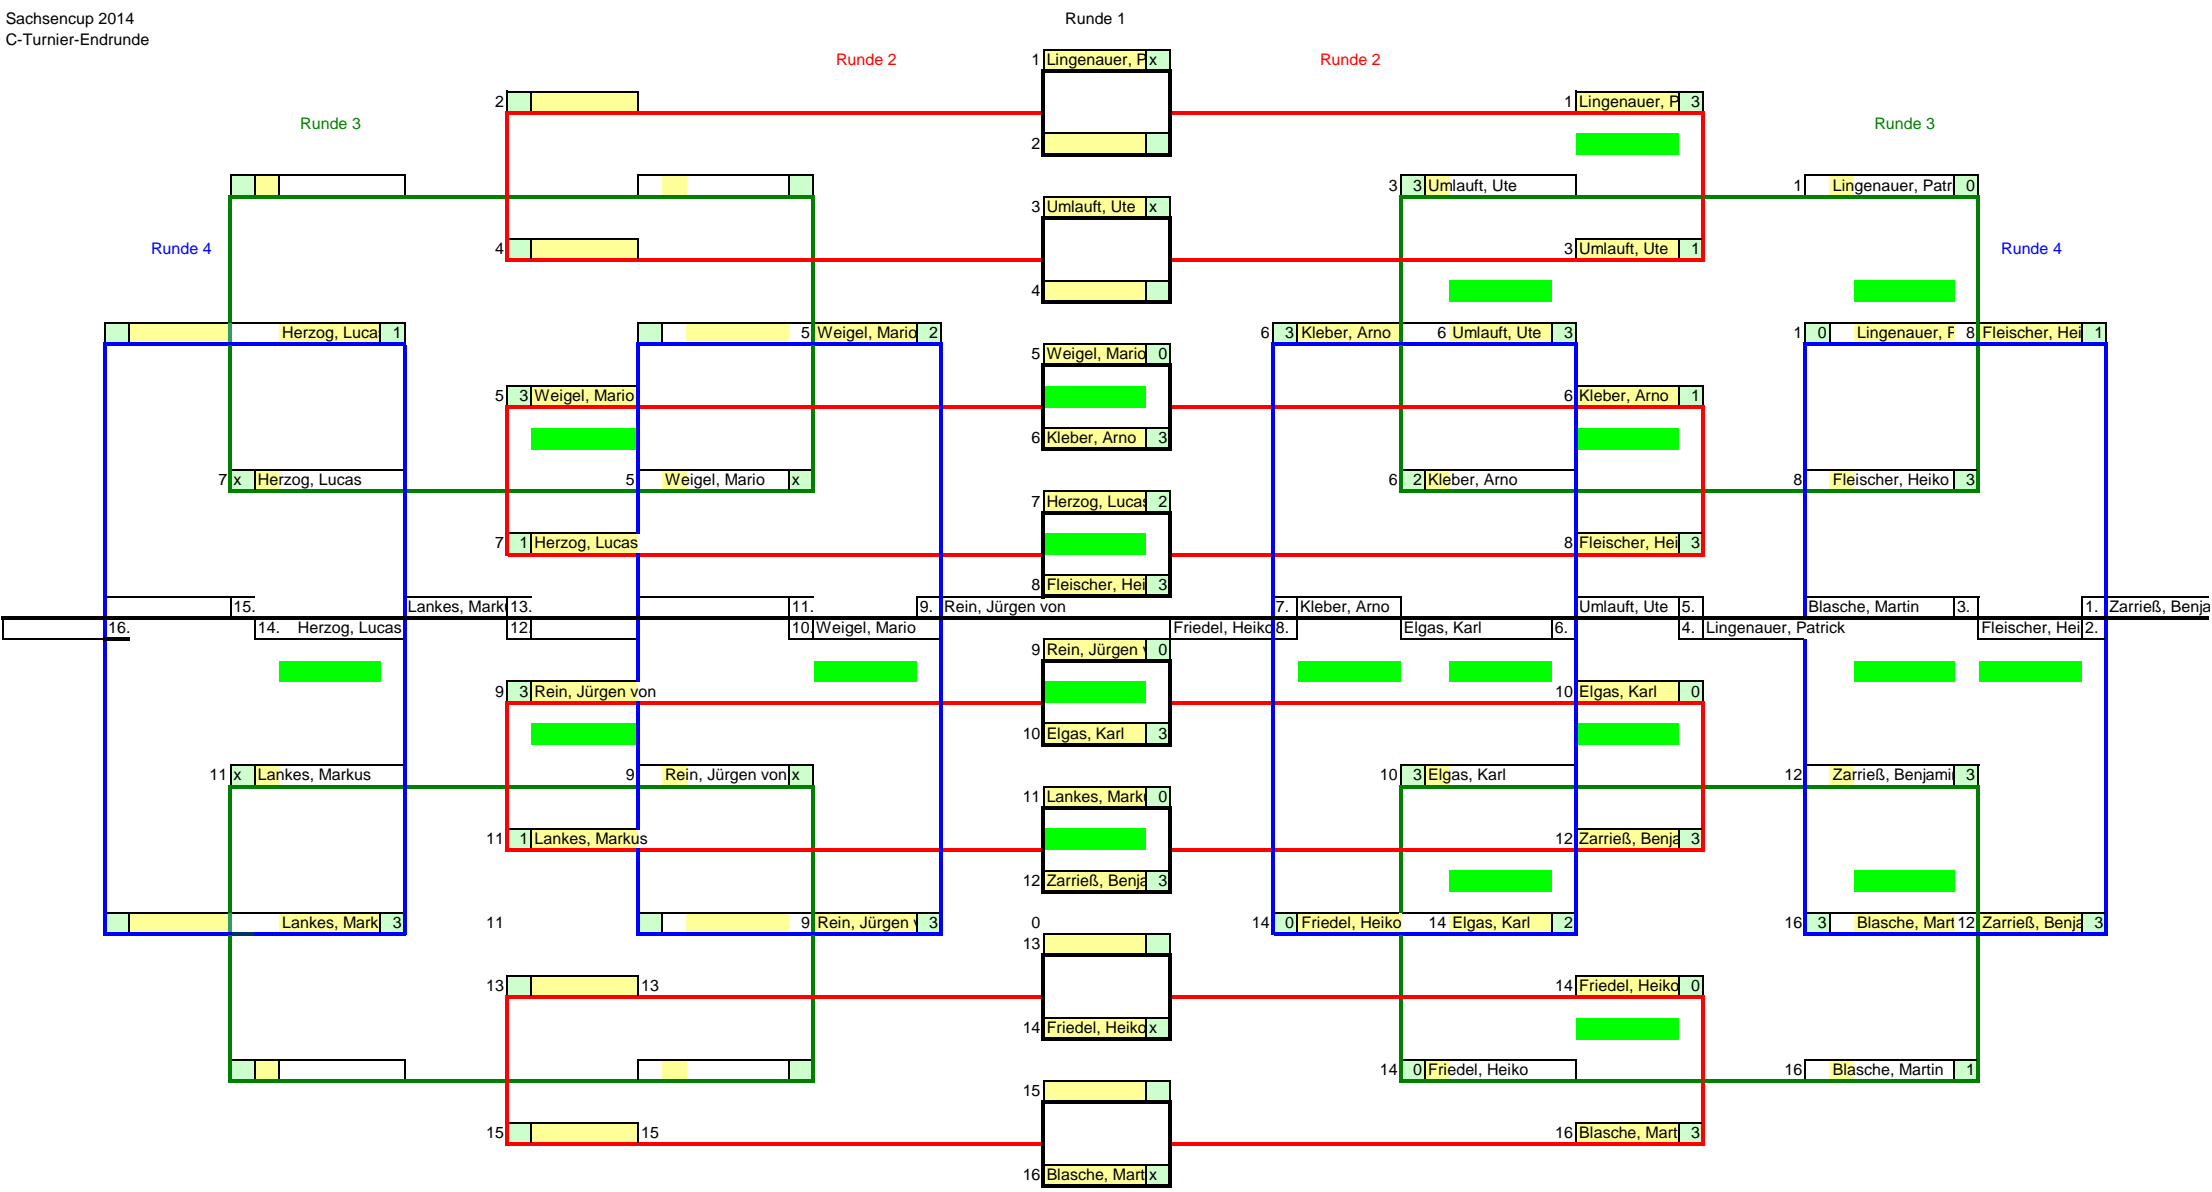 Sachsencup 2014
Runde 1
C-Turnier-Endrunde
Runde 2
1 Lingenauer, P x
Runde 2
2
1 Lingenauer, P 3
Runde 3
Runde 3
2
3 3 Umlauft, Ute
1 Lingenauer, Patr 0
3 Umlauft, Ute x
Runde 4
4
3 Umlauft, Ute 1
Runde 4
4
Herzog, Luca 1
5 Weigel, Mario 2
6 3 Kleber, Arno
6 Umlauft, Ute 3
1 0 Lingenauer, F
8 Fleischer, Hei 1
5 Weigel, Mario 0
5 3 Weigel, Mario
6 Kleber, Arno 1
6 Kleber, Arno 3
7 x Herzog, Lucas
5 Weigel, Mario x
6 2 Kleber, Arno
8 Fleischer, Heiko 3
7 Herzog, Lucas 2
7 1 Herzog, Lucas
8 Fleischer, Hei 3
8 Fleischer, Hei 3
15.
Lankes, Mark 13.
11.
9. Rein, Jürgen von
7. Kleber, Arno
Umlauft, Ute 5.
Blasche, Martin 3.
1. Zarrieß, Benja
16.
14. Herzog, Lucas
12.
10. Weigel, Mario
Friedel, Heiko 8.
Elgas, Karl 6.
4. Lingenauer, Patrick
Fleischer, Hei 2.
9 Rein, Jürgen v 0
9 3 Rein, Jürgen von
10 Elgas, Karl 0
10 Elgas, Karl 3
11 x Lankes, Markus
9 Rein, Jürgen von x
10 3 Elgas, Karl
12 Zarrieß, Benjami 3
11 Lankes, Mark 0
11 1 Lankes, Markus
12 Zarrieß, Benja 3
12 Zarrieß, Benja 3
Lankes, Mark 3
11
9 Rein, Jürgen v 3
0
14 0 Friedel, Heiko
14 Elgas, Karl 2
16 3 Blasche, Mart
12 Zarrieß, Benja 3
13
13
13
14 Friedel, Heiko 0
14 Friedel, Heiko x
14 0 Friedel, Heiko
16 Blasche, Martin 1
15
15
15
16 Blasche, Mart 3
16 Blasche, Mart x